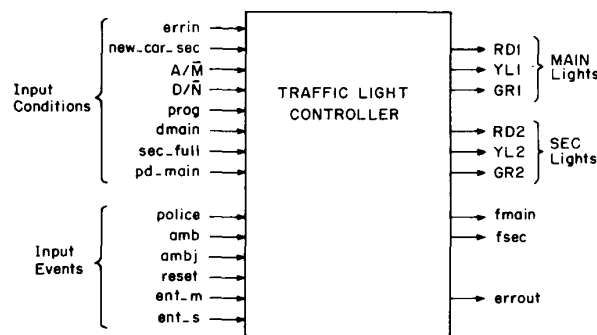 errin
new_car_sec
A/M̄
D/N̄
prog
dmain
sec_full
pd_main
Input
Conditions
police
amb
ambj
reset
ent_m
ent_s
Input
Events
TRAFFIC LIGHT
CONTROLLER
RD1
YL1
GR1
MAIN
Lights
RD2
YL2
GR2
SEC
Lights
fmain
fsec
errout